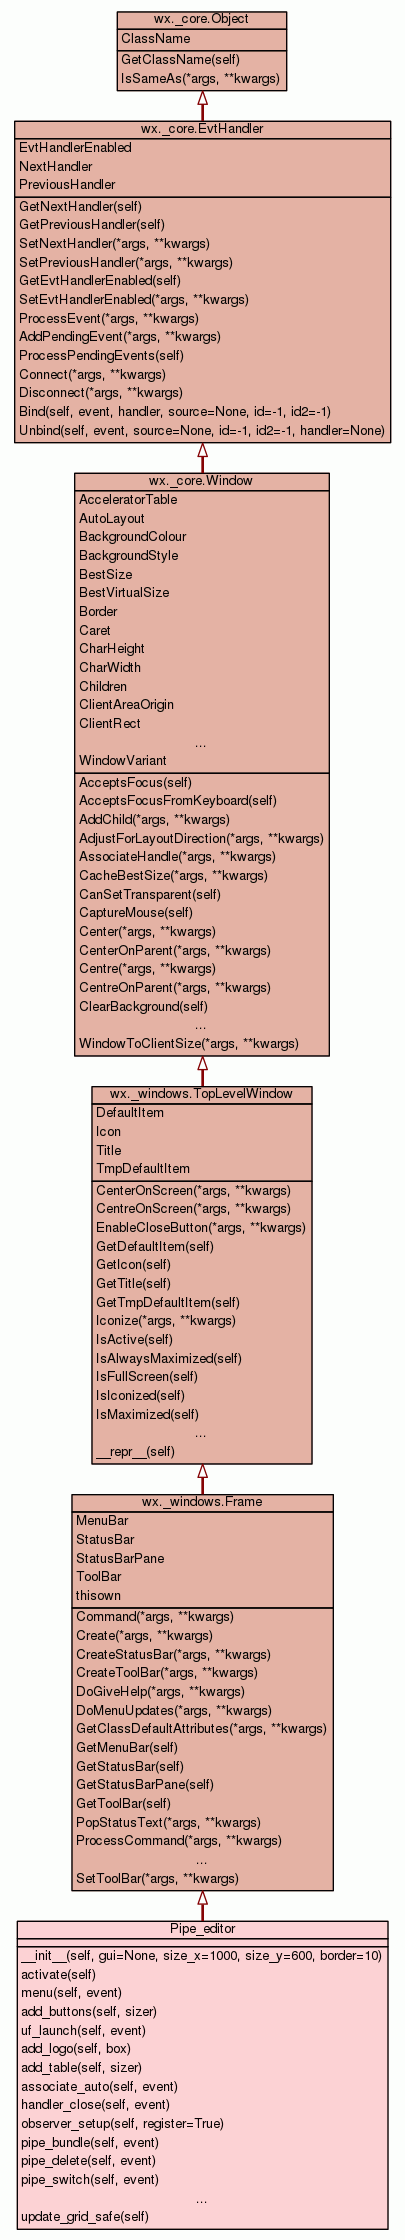 wx._core.Object
ClassName
GetClassName(self)
IsSameAs(*args, **kwargs)
wx._core.EvtHandler
EvtHandlerEnabled
NextHandler
PreviousHandler
GetNextHandler(self)
GetPreviousHandler(self)
SetNextHandler(*args, **kwargs)
SetPreviousHandler(*args, **kwargs)
GetEvtHandlerEnabled(self)
SetEvtHandlerEnabled(*args, **kwargs)
ProcessEvent(*args, **kwargs)
AddPendingEvent(*args, **kwargs)
ProcessPendingEvents(self)
Connect(*args, **kwargs)
Disconnect(*args, **kwargs)
Bind(self, event, handler, source=None, id=-1, id2=-1)
Unbind(self, event, source=None, id=-1, id2=-1, handler=None)
wx._core.Window
AcceleratorTable
AutoLayout
BackgroundColour
BackgroundStyle
BestSize
BestVirtualSize
Border
Caret
CharHeight
CharWidth
Children
ClientAreaOrigin
ClientRect
...
WindowVariant
AcceptsFocus(self)
AcceptsFocusFromKeyboard(self)
AddChild(*args, **kwargs)
AdjustForLayoutDirection(*args, **kwargs)
AssociateHandle(*args, **kwargs)
CacheBestSize(*args, **kwargs)
CanSetTransparent(self)
CaptureMouse(self)
Center(*args, **kwargs)
CenterOnParent(*args, **kwargs)
Centre(*args, **kwargs)
CentreOnParent(*args, **kwargs)
ClearBackground(self)
...
WindowToClientSize(*args, **kwargs)
wx._windows.TopLevelWindow
DefaultItem
Icon
Title
TmpDefaultItem
CenterOnScreen(*args, **kwargs)
CentreOnScreen(*args, **kwargs)
EnableCloseButton(*args, **kwargs)
GetDefaultItem(self)
GetIcon(self)
GetTitle(self)
GetTmpDefaultItem(self)
Iconize(*args, **kwargs)
IsActive(self)
IsAlwaysMaximized(self)
IsFullScreen(self)
IsIconized(self)
IsMaximized(self)
...
__repr__(self)
wx._windows.Frame
MenuBar
StatusBar
StatusBarPane
ToolBar
thisown
Command(*args, **kwargs)
Create(*args, **kwargs)
CreateStatusBar(*args, **kwargs)
CreateToolBar(*args, **kwargs)
DoGiveHelp(*args, **kwargs)
DoMenuUpdates(*args, **kwargs)
GetClassDefaultAttributes(*args, **kwargs)
GetMenuBar(self)
GetStatusBar(self)
GetStatusBarPane(self)
GetToolBar(self)
PopStatusText(*args, **kwargs)
ProcessCommand(*args, **kwargs)
...
SetToolBar(*args, **kwargs)
Pipe_editor
__init__(self, gui=None, size_x=1000, size_y=600, border=10)
activate(self)
menu(self, event)
add_buttons(self, sizer)
uf_launch(self, event)
add_logo(self, box)
add_table(self, sizer)
associate_auto(self, event)
handler_close(self, event)
observer_setup(self, register=True)
pipe_bundle(self, event)
pipe_delete(self, event)
pipe_switch(self, event)
...
update_grid_safe(self)